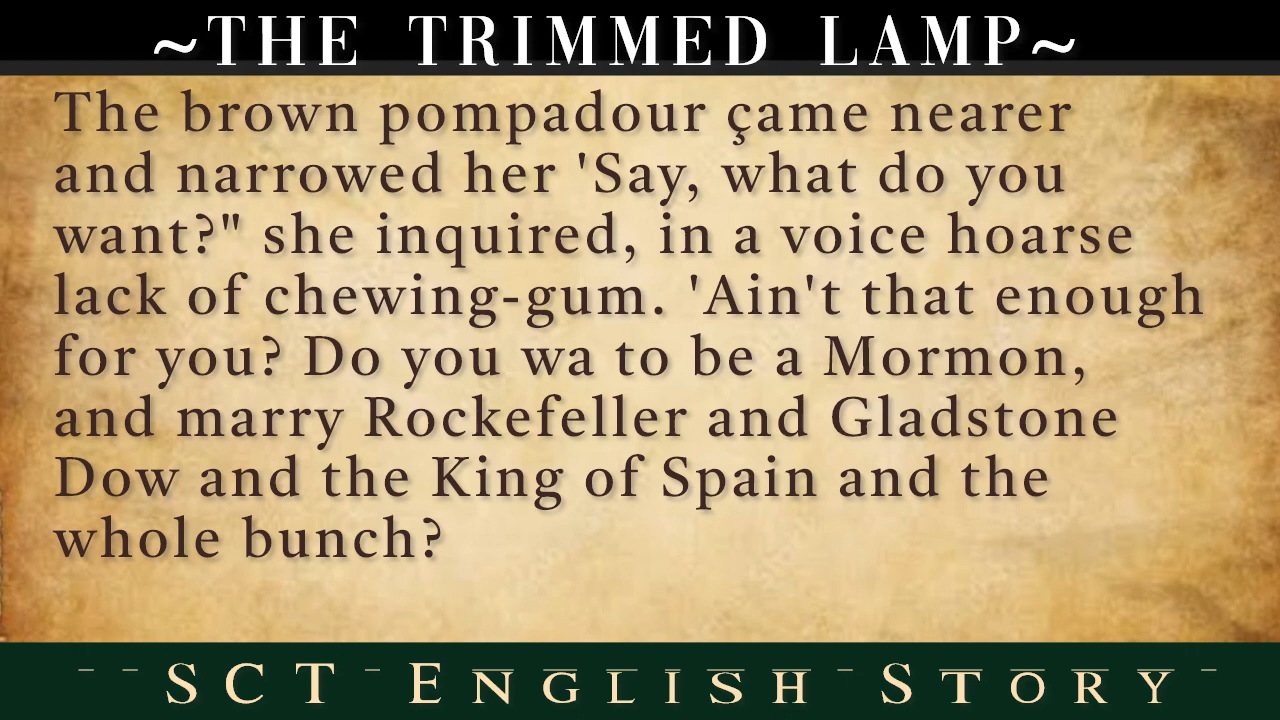 ~THE TRIMMED LAMP~
The brown pompadour çame nearer
and narrowed her 'Say, what do you
want?" she inquired, in a voice hoarse
lack of chewing-gum. 'Ain't that enough
for you? Do you wa to be a Mormon,
and marry Rockefeller and Gladstone
Dow and the King of Spain and the
whole bunch?
SCT English Story